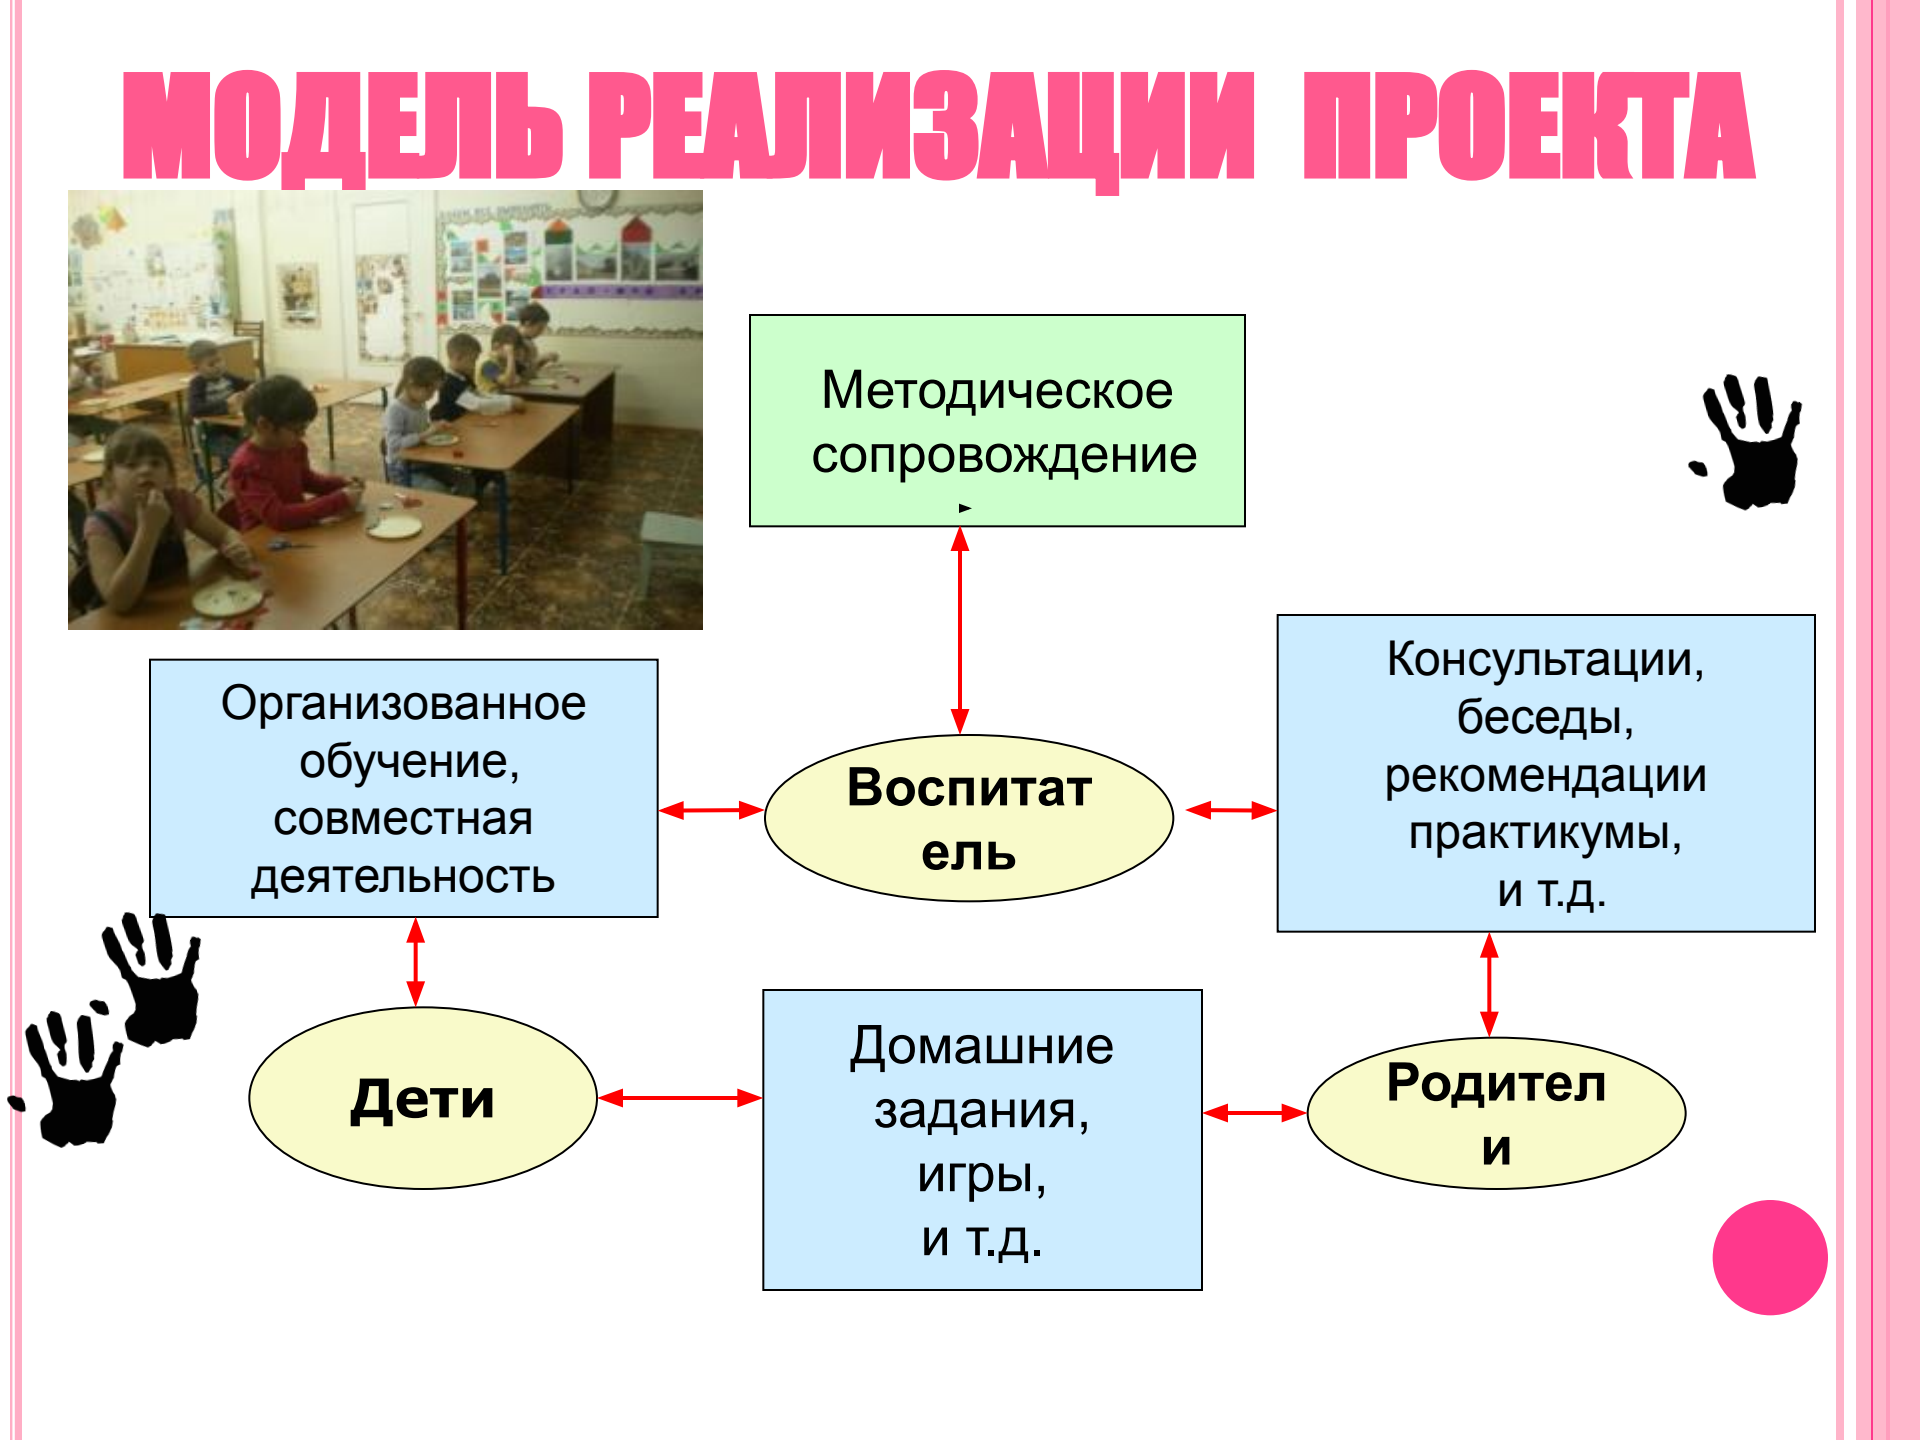 МОДЕЛЬ РЕАЛИЗАЦИИ ПРОЕКТА
Методическое
сопровождение
Организованное
обучение,
совместная
деятельность
Воспитат
ель
Консультации,
беседы,
рекомендации
практикумы,
и т.д.
Дети
Домашние
задания,
игры,
и т.д.
Родител
и